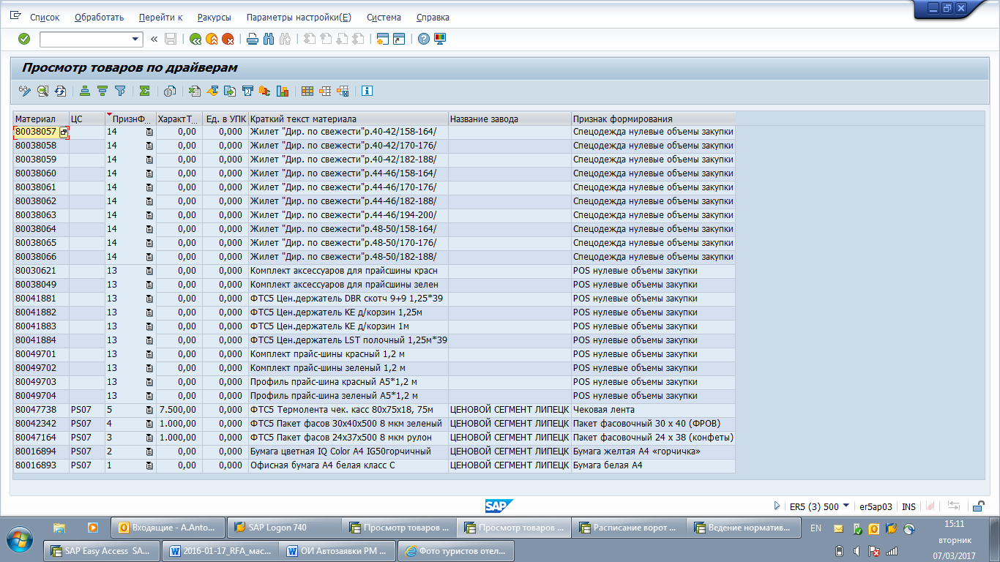 Список Обработать Перейти к Ракурсы Параметры настройки(E) Система Справка
Просмотр товаров по драйверам
Материал ЦС ПризнФ... ХарактТ... Ед. в УПК Краткий текст материала Название завода Признак формирования
80038057 14 0,00 0,000 Жилет "Дир. по свежести"р.40-42/158-164/ Спецодежда нулевые объемы закупки
80038058 14 0,00 0,000 Жилет "Дир. по свежести"р.40-42/170-176/ Спецодежда нулевые объемы закупки
80038059 14 0,00 0,000 Жилет "Дир. по свежести"р.40-42/182-188/ Спецодежда нулевые объемы закупки
80038060 14 0,00 0,000 Жилет "Дир. по свежести"р.44-46/158-164/ Спецодежда нулевые объемы закупки
80038061 14 0,00 0,000 Жилет "Дир. по свежести"р.44-46/170-176/ Спецодежда нулевые объемы закупки
80038062 14 0,00 0,000 Жилет "Дир. по свежести"р.44-46/182-188/ Спецодежда нулевые объемы закупки
80038063 14 0,00 0,000 Жилет "Дир. по свежести"р.44-46/194-200/ Спецодежда нулевые объемы закупки
80038064 14 0,00 0,000 Жилет "Дир. по свежести"р.48-50/158-164/ Спецодежда нулевые объемы закупки
80038065 14 0,00 0,000 Жилет "Дир. по свежести"р.48-50/170-176/ Спецодежда нулевые объемы закупки
80038066 14 0,00 0,000 Жилет "Дир. по свежести"р.48-50/182-188/ Спецодежда нулевые объемы закупки
80030621 13 0,00 0,000 Комплект аксессуаров для прайсшины красн POS нулевые объемы закупки
80038049 13 0,00 0,000 Комплект аксессуаров для прайсшины зелен POS нулевые объемы закупки
80041881 13 0,00 0,000 ФТС5 Цен.держатель DBR скотч 9+9 1,25*39 POS нулевые объемы закупки
80041882 13 0,00 0,000 ФТС5 Цен.держатель КЕ д/корзин 1,25м POS нулевые объемы закупки
80041883 13 0,00 0,000 ФТС5 Цен.держатель КЕ д/корзин 1м POS нулевые объемы закупки
80041884 13 0,00 0,000 ФТС5 Цен.держатель LST полочный 1,25м*39 POS нулевые объемы закупки
80049701 13 0,00 0,000 Комплект прайс-шины красный 1,2 м POS нулевые объемы закупки
80049702 13 0,00 0,000 Комплект прайс-шины зеленый 1,2 м POS нулевые объемы закупки
80049703 13 0,00 0,000 Профиль прайс-шина красный А5*1,2 м POS нулевые объемы закупки
80049704 13 0,00 0,000 Профиль прайс-шина зеленый А5*1,2 м POS нулевые объемы закупки
80047738 PS07 5 7.500,00 0,000 ФТС5 Термолента чек. касс 80х75х18, 75м ЦЕНОВОЙ СЕГМЕНТ ЛИПЕЦК Чековая лента
80042342 PS07 4 1.000,00 0,000 ФТС5 Пакет фасов 30х40х500 8 мкм зеленый ЦЕНОВОЙ СЕГМЕНТ ЛИПЕЦК Пакет фасовочный 30 х 40 (ФРОВ)
80047164 PS07 3 1.000,00 0,000 ФТС5 Пакет фасов 24х37х500 8 мкм рулон ЦЕНОВОЙ СЕГМЕНТ ЛИПЕЦК Пакет фасовочный 24 х 38 (конфеты)
80016894 PS07 2 0,00 0,000 Бумага цветная IQ Color А4 IG50горчичный ЦЕНОВОЙ СЕГМЕНТ ЛИПЕЦК Бумага желтая А4 «горчичка»
80016893 PS07 1 0,00 0,000 Офисная бумага А4 белая класс С ЦЕНОВОЙ СЕГМЕНТ ЛИПЕЦК Бумага белая А4
SAP ER5 (3) 500 er5ap03 INS
Входящие - A.Anto... SAP Logon 740 Просмотр товаров ... Просмотр товаров ... Расписание ворот ... Ведение норматив... EN 15:11
вторник
SAP Easy Access SA... 2016-01-17_RFA_мас... ОИ Автозаявки РМ ... Фото туристов отел... 07/03/2017